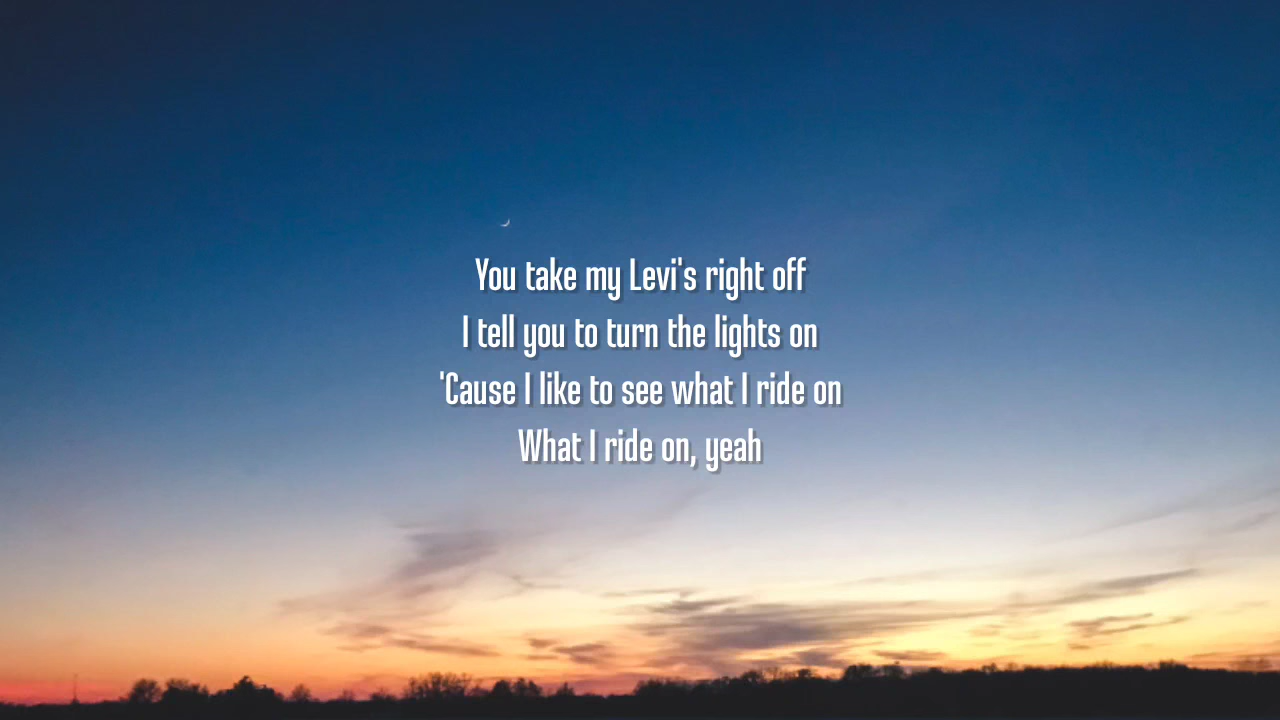 You take my Levi's right off
I tell you to turn the lights on
'Cause I like to see what I ride on
What I ride on, yeah